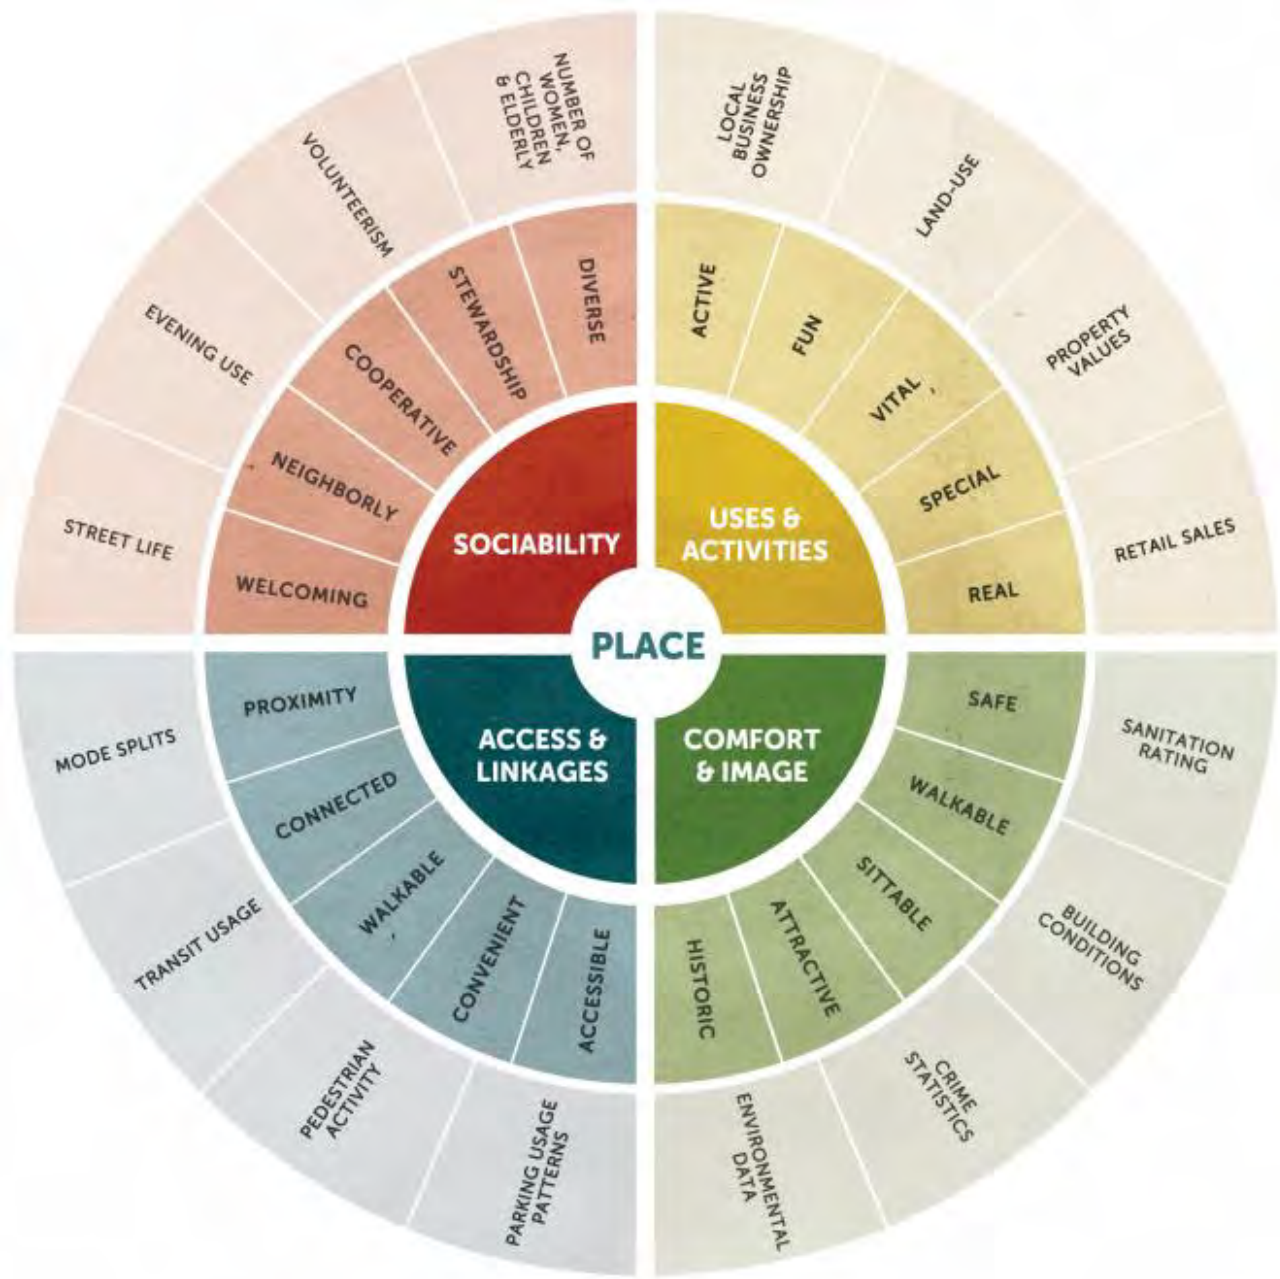 NUMBER OF
WOMEN,
CHILDREN
& ELDERLY
VOLUNTEERISM
EVENING USE
STREET LIFE
DIVERSE
STEWARDSHIP
COOPERATIVE
NEIGHBORLY
WELCOMING
SOCIABILITY
LOCAL
BUSINESS
OWNERSHIP
LAND-USE
PROPERTY
VALUES
RETAIL SALES
ACTIVE
FUN
VITAL
SPECIAL
REAL
USES &
ACTIVITIES
PLACE
ACCESS &
LINKAGES
PROXIMITY
CONNECTED
WALKABLE
CONVENIENT
ACCESSIBLE
MODE SPLITS
TRANSIT USAGE
PEDESTRIAN
ACTIVITY
PARKING USAGE
PATTERNS
COMFORT
& IMAGE
SAFE
WALKABLE
SITTABLE
ATTRACTIVE
HISTORIC
SANITATION
RATING
BUILDING
CONDITIONS
CRIME
STATISTICS
ENVIRONMENTAL
DATA